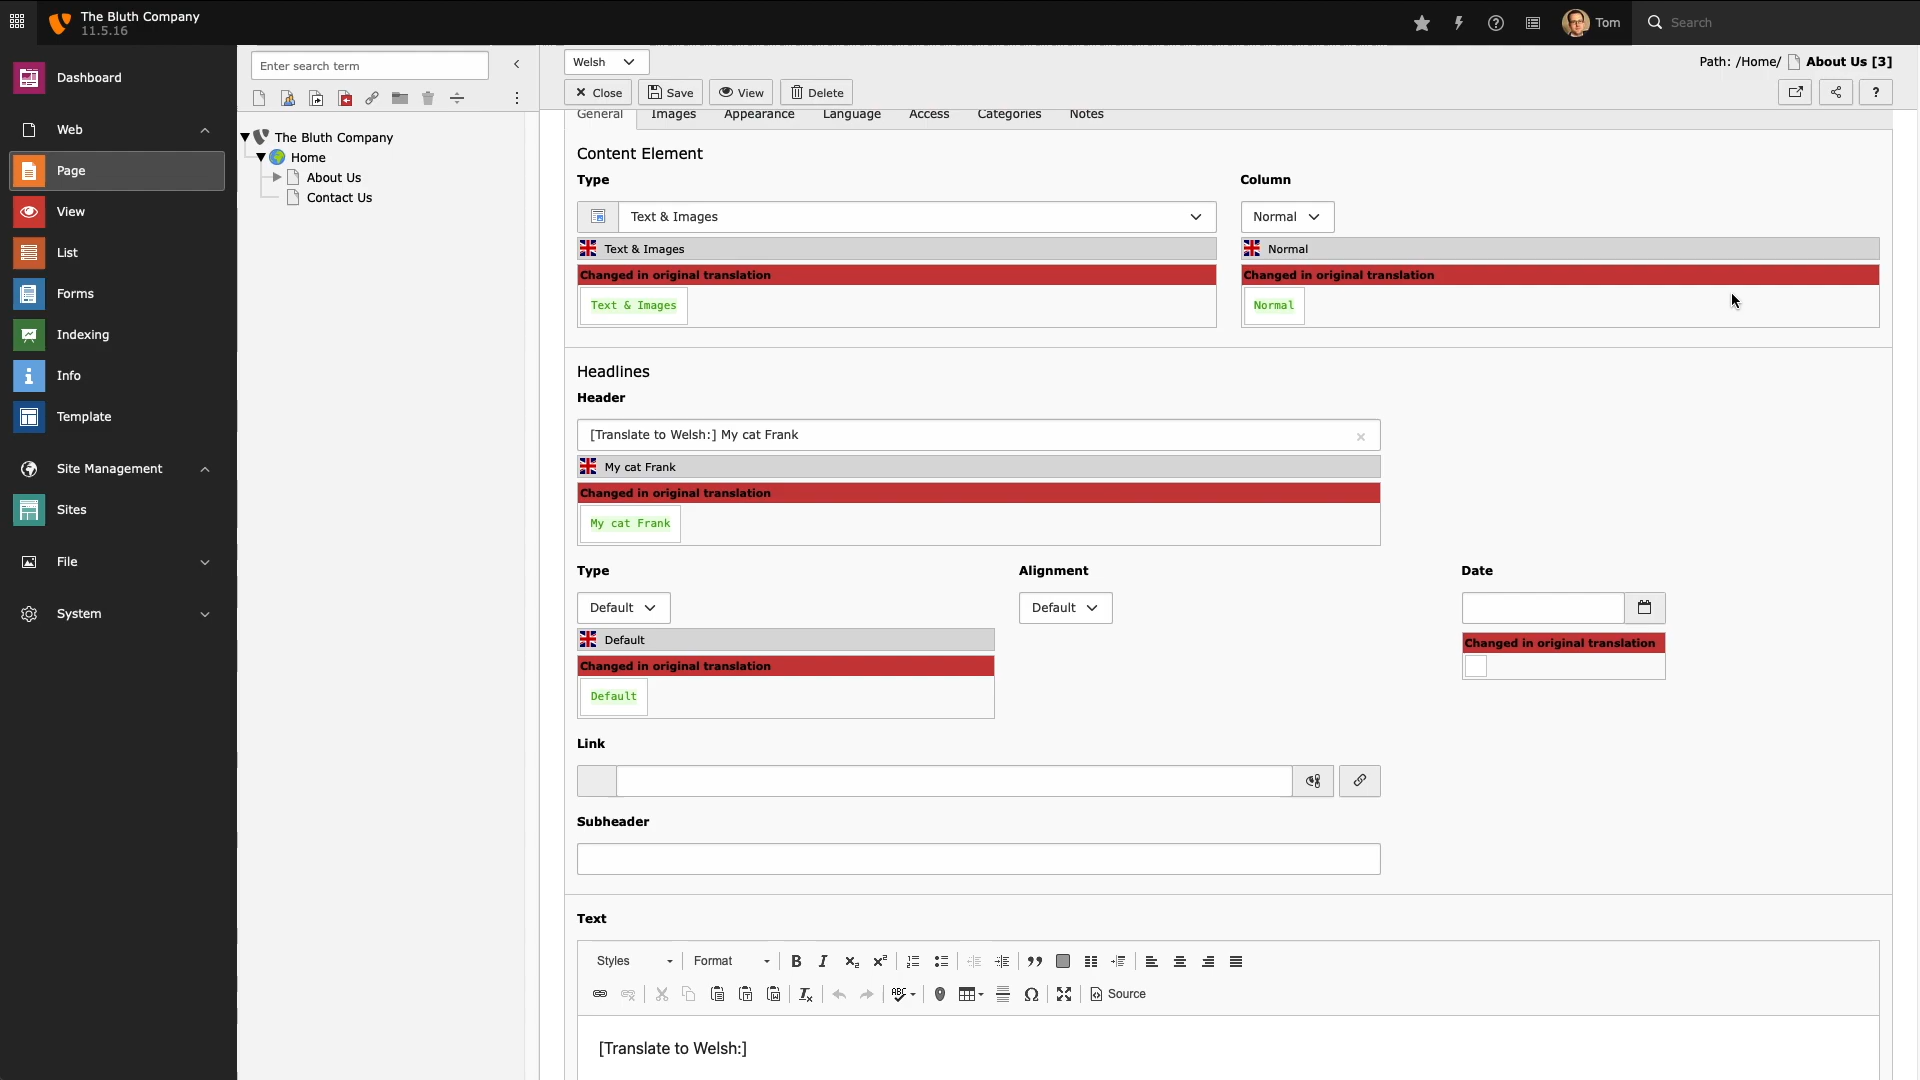 The Bluth Company
11.5.16
Tom
Search
Dashboard
Web
Page
View
List
Forms
Indexing
Info
Template
Site Management
Sites
File
System
Enter search term
The Bluth Company
Home
About Us
Contact Us
Welsh
Path: /Home/ About Us [3]
Close
Save
View
Delete
?
General
Images
Appearance
Language
Access
Categories
Notes
Content Element
Type
Column
Text & Images
Normal
Text & Images
Normal
Changed in original translation
Changed in original translation
Text & Images
Normal
Headlines
Header
[Translate to Welsh:] My cat Frank
My cat Frank
Changed in original translation
My cat Frank
Type
Alignment
Date
Default
Default
Default
Changed in original translation
Changed in original translation
Default
Link
Subheader
Text
Styles
Format
Source
[Translate to Welsh:]